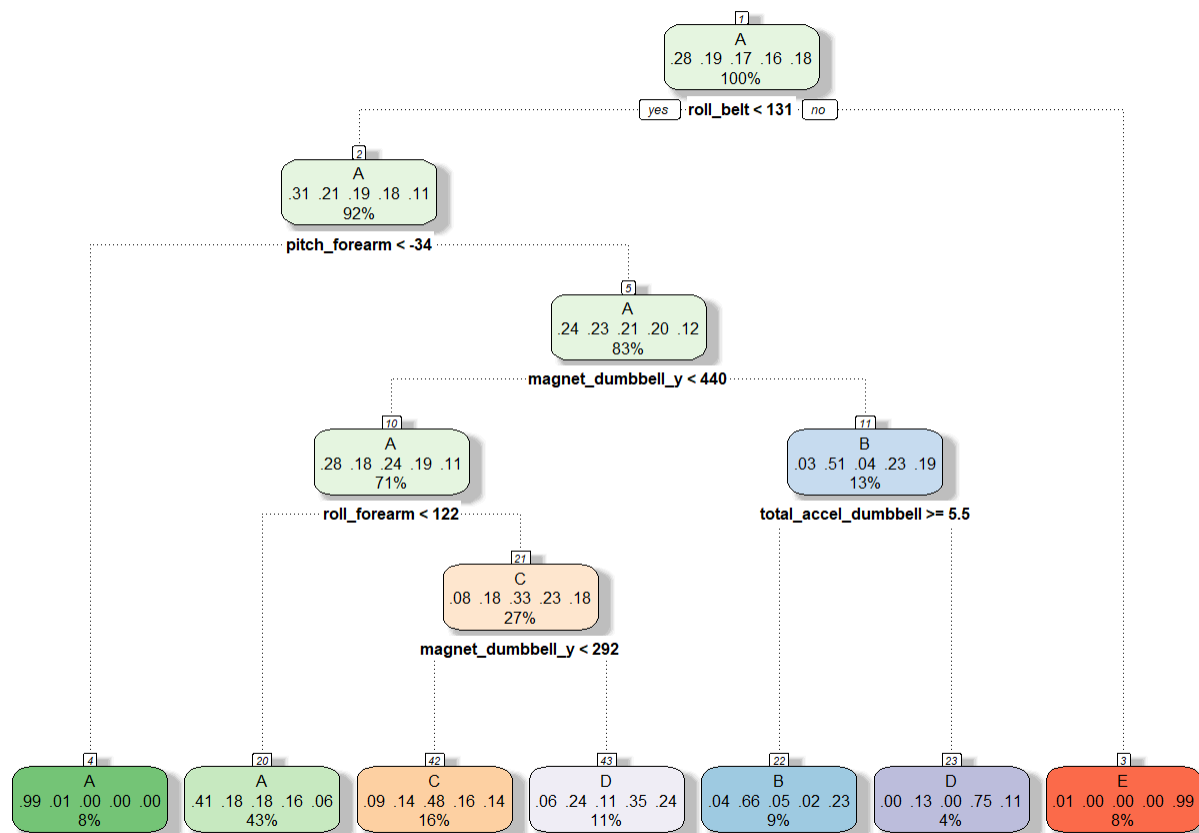 1
A
.28 .19 .17 .16 .18
100%
yes roll_belt < 131 no
2
A
.31 .21 .19 .18 .11
92%
pitch_forearm < -34
5
A
.24 .23 .21 .20 .12
83%
magnet_dumbbell_y < 440
10
A
.28 .18 .24 .19 .11
71%
roll_forearm < 122
11
B
.03 .51 .04 .23 .19
13%
total_accel_dumbbell >= 5.5
21
C
.08 .18 .33 .23 .18
27%
magnet_dumbbell_y < 292
4
A
.99 .01 .00 .00 .00
8%
20
A
.41 .18 .18 .16 .06
43%
42
C
.09 .14 .48 .16 .14
16%
43
D
.06 .24 .11 .35 .24
11%
22
B
.04 .66 .05 .02 .23
9%
23
D
.00 .13 .00 .75 .11
4%
3
E
.01 .00 .00 .00 .99
8%